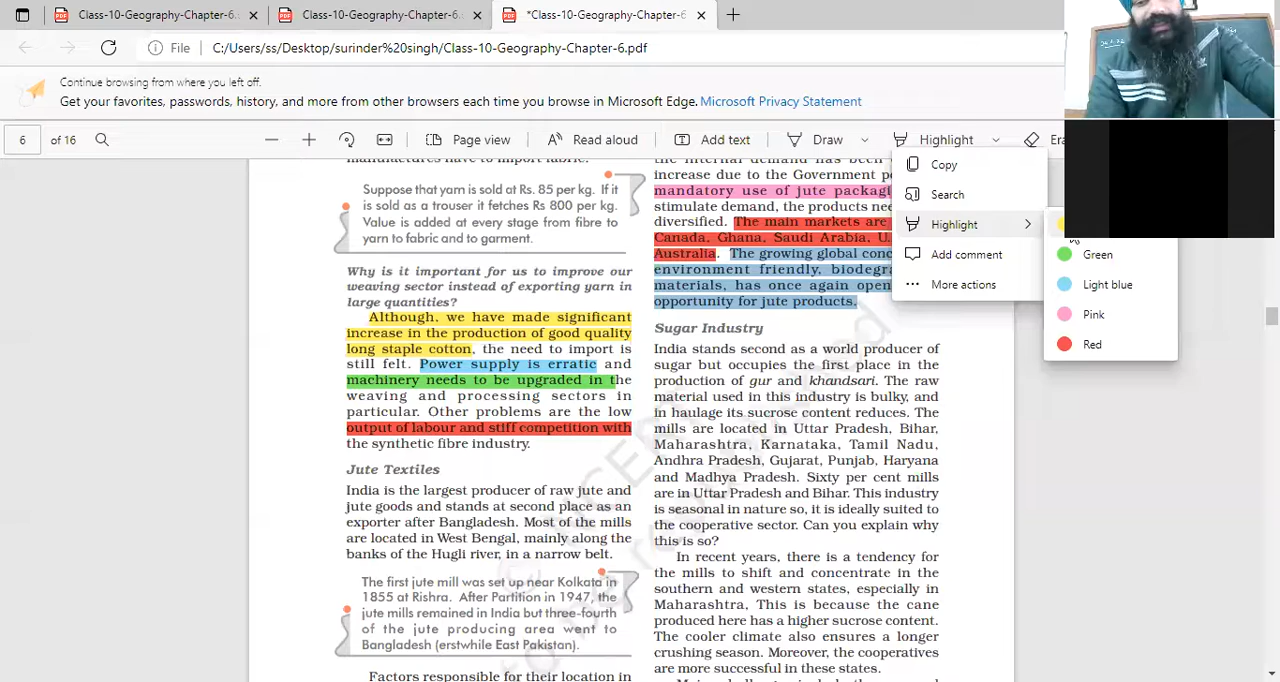 Class-10-Geography-Chapter-6.
Class-10-Geography-Chapter-6.
*Class-10-Geography-Chapter-6
File
C:/Users/ss/Desktop/surinder%20singh/Class-10-Geography-Chapter-6.pdf
Continue browsing from where you left off.
Get your favorites, passwords, history, and more from other browsers each time you browse in Microsoft Edge. Microsoft Privacy Statement
6 of 16
Page view
Read aloud
Add text
Draw
Highlight
Era
Copy
Search
Highlight
Add comment
More actions
Green
Light blue
Pink
Red
manufactures have to import fabric.
Suppose that yarn is sold at Rs. 85 per kg. If it
is sold as a trouser it fetches Rs 800 per kg.
Value is added at every stage from fibre to
yarn to fabric and to garment.
Why is it important for us to improve our
weaving sector instead of exporting yarn in
large quantities?
Although, we have made significant
increase in the production of good quality
long staple cotton, the need to import is
still felt. Power supply is erratic and
machinery needs to be upgraded in the
weaving and processing sectors in
particular. Other problems are the low
output of labour and stiff competition with
the synthetic fibre industry.
Jute Textiles
India is the largest producer of raw jute and
jute goods and stands at second place as an
exporter after Bangladesh. Most of the mills
are located in West Bengal, mainly along the
banks of the Hugli river, in a narrow belt.
The first jute mill was set up near Kolkata in
1855 at Rishra. After Partition in 1947, the
jute mills remained in India but three-fourth
of the jute producing area went to
Bangladesh (erstwhile East Pakistan).
Factors responsible for their location in
the internal demand has been
increase due to the Government p
mandatory use of jute packagi
stimulate demand, the products nee
diversified. The main markets are
Canada, Ghana, Saudi Arabia, U.
Australia. The growing global conc
environment friendly, biodegra
materials, has once again open
opportunity for jute products.
Sugar Industry
India stands second as a world producer of
sugar but occupies the first place in the
production of gur and khandsari. The raw
material used in this industry is bulky, and
in haulage its sucrose content reduces. The
mills are located in Uttar Pradesh, Bihar,
Maharashtra, Karnataka, Tamil Nadu,
Andhra Pradesh, Gujarat, Punjab, Haryana
and Madhya Pradesh. Sixty per cent mills
are in Uttar Pradesh and Bihar. This industry
is seasonal in nature so, it is ideally suited to
the cooperative sector. Can you explain why
this is so?
In recent years, there is a tendency for
the mills to shift and concentrate in the
southern and western states, especially in
Maharashtra, This is because the cane
produced here has a higher sucrose content.
The cooler climate also ensures a longer
crushing season. Moreover, the cooperatives
are more successful in these states.